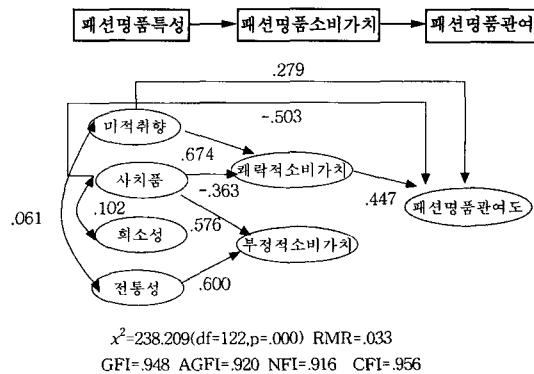 패션명품특성 패션명품소비가치 패션명품관여
.279
-.503
미적취향
.674
사치품
쾌락적소비가치
-.363
.447
.061
.102
.576
패션명품관여도
희소성
부정적소비가치
전통성
.600
x²=238.209(df=122,p=.000) RMR=.033
GFI=.948 AGFI=.920 NFI=.916 CFI=.956